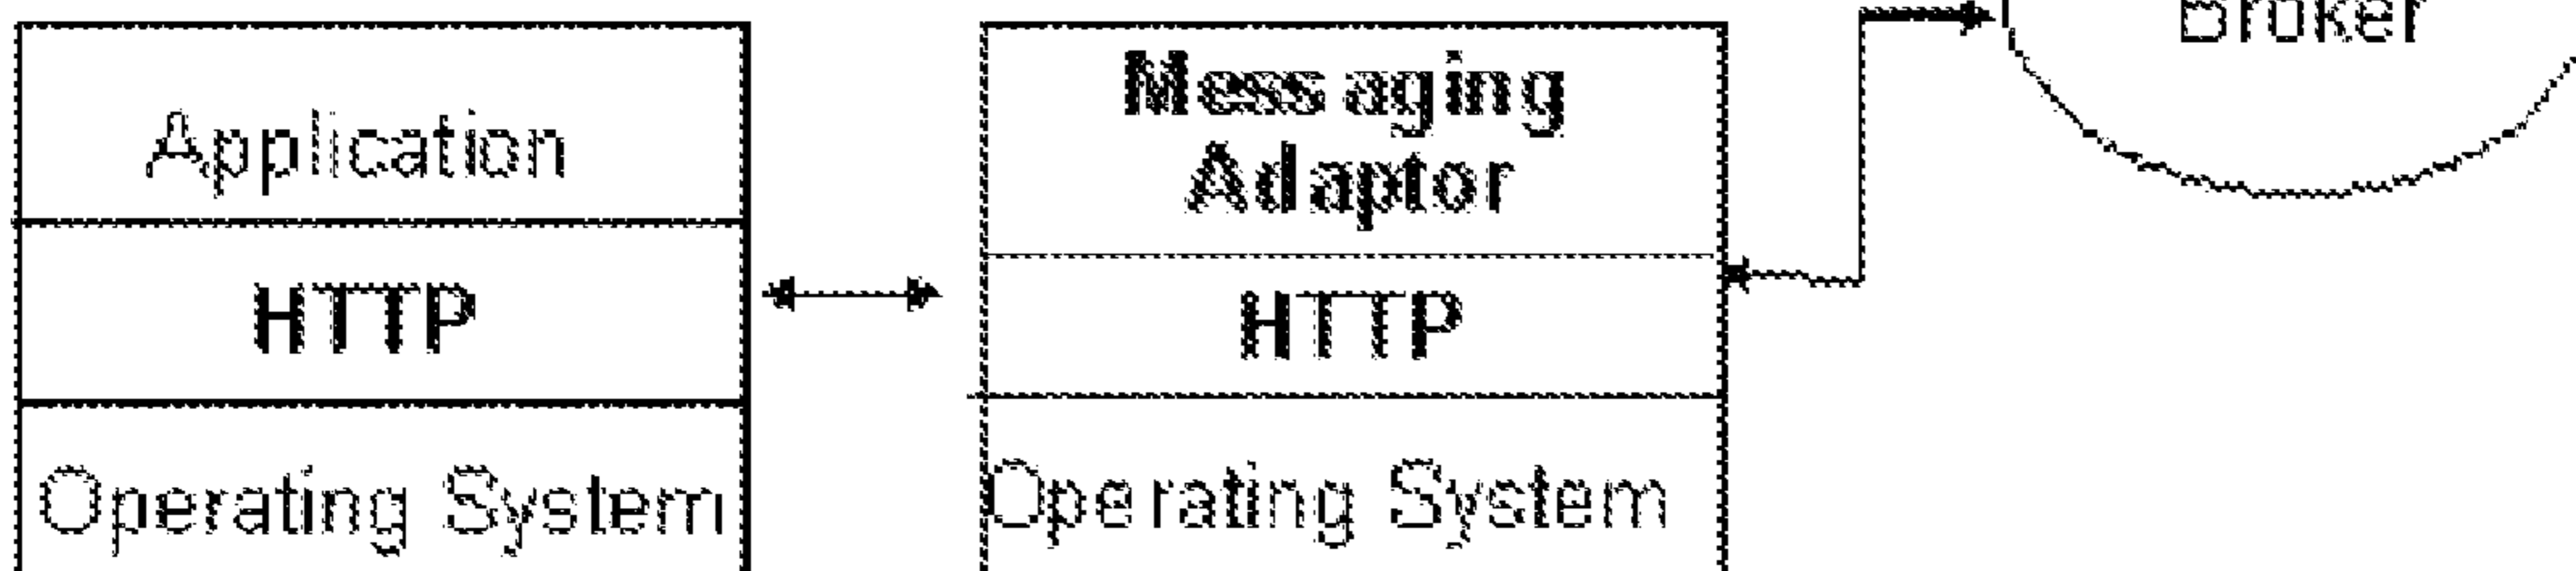 Broker
Application
HTTP
Operating System
Messaging
Adaptor
HTTP
Operating System